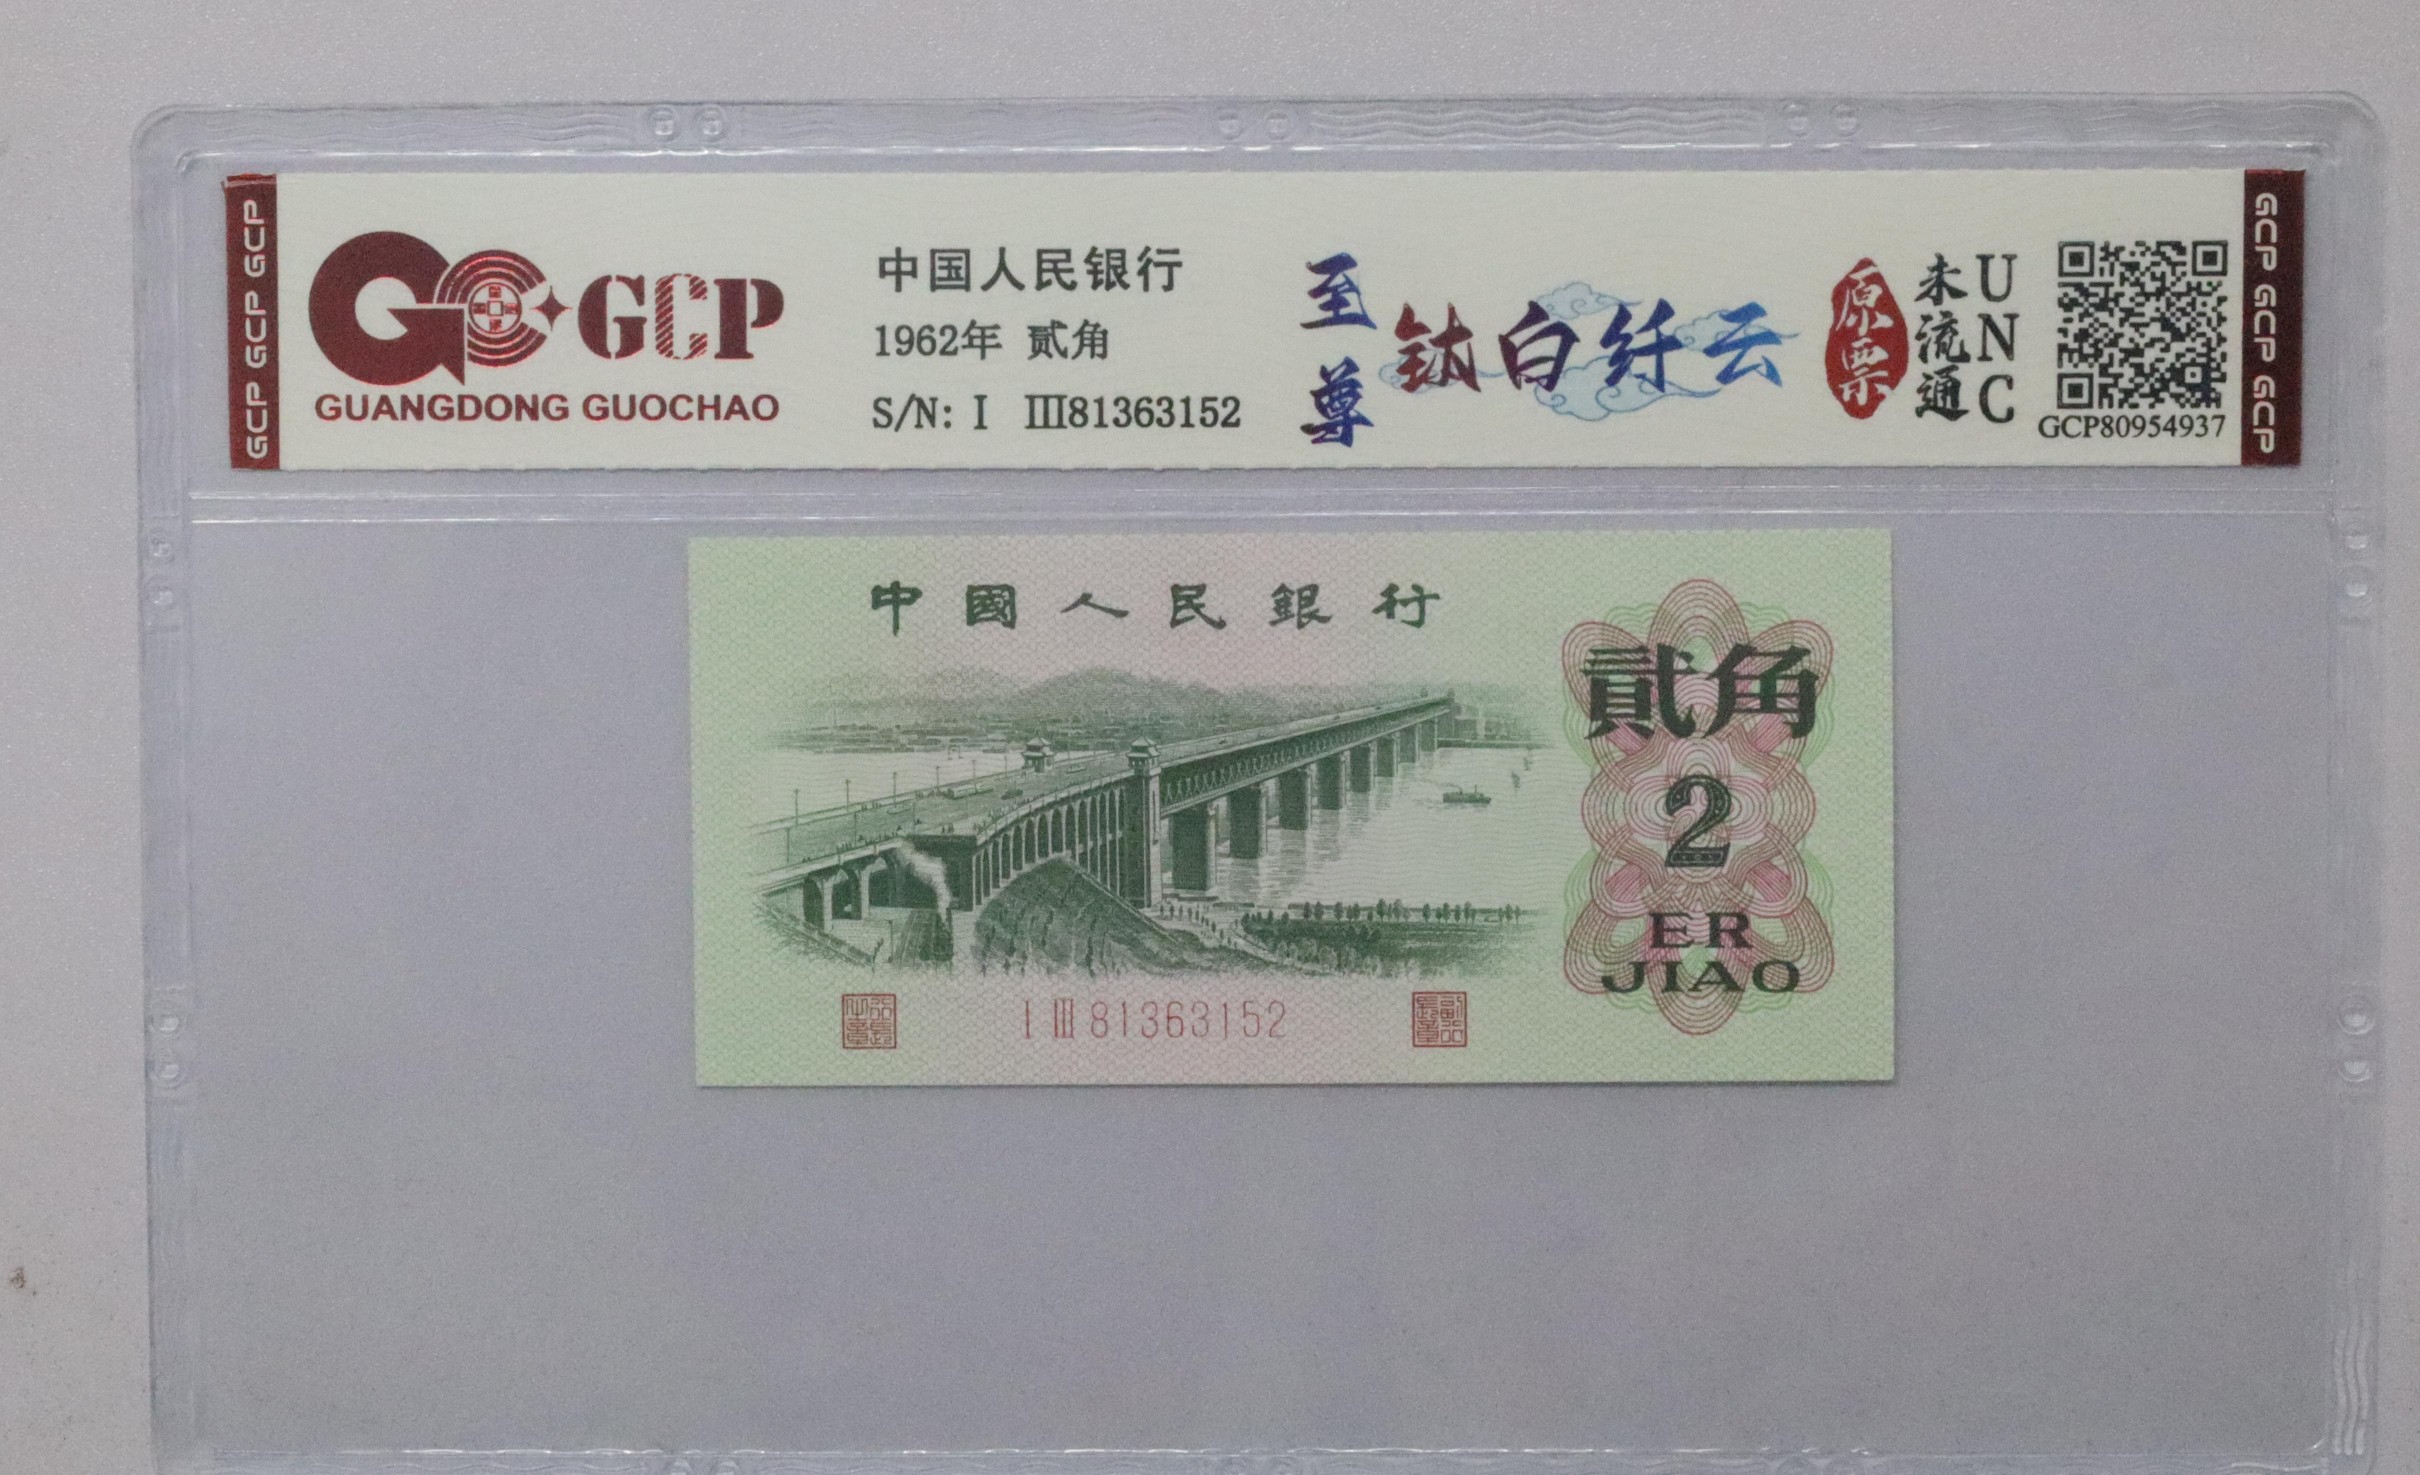 GCP GCP GCP
GCP
GUANGDONG GUOCHAO
中国人民银行
1962年 贰角
S/N: I III81363152
至尊
钛白纤云
原票
未流通
UNC
GCP80954937
GCP GCP GCP
中國人民銀行
貳角
2
ER
JIAO
I III 81363152